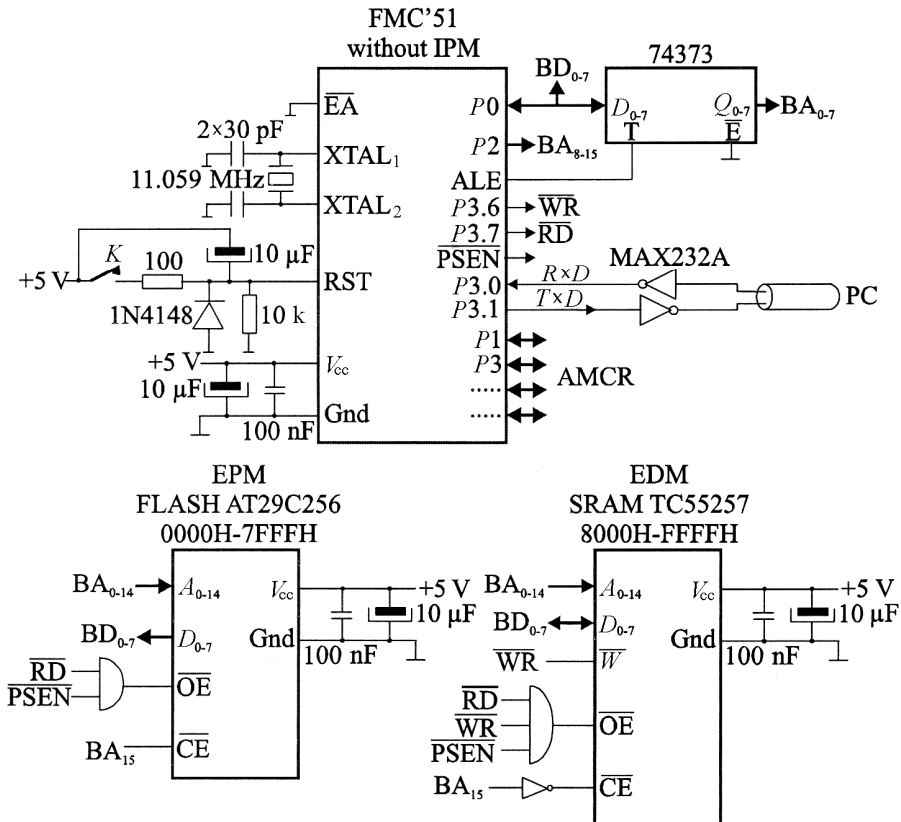 FMC'51
without IPM
74373
EA
2×30 pF
XTAL1
11.059 MHz
XTAL2
10 µF
K
+5 V
100
RST
1N4148
10 k
+5 V
Vcc
10 µF
100 nF
Gnd
P0
BD0-7
D0-7
Q0-7
BA0-7
T
E
P2
BA8-15
ALE
P3.6
WR
P3.7
RD
PSEN
MAX232A
P3.0
R×D
P3.1
T×D
PC
P1
P3
AMCR
.....
.....
EPM
FLASH AT29C256
0000H-7FFFH
BA0-14
A0-14
Vcc
+5 V
10 µF
BD0-7
D0-7
Gnd
100 nF
RD
PSEN
OE
BA15
CE
EDM
SRAM TC55257
8000H-FFFFH
BA0-14
A0-14
Vcc
+5 V
10 µF
BD0-7
D0-7
Gnd
100 nF
WR
W
RD
WR
PSEN
OE
BA15
CE